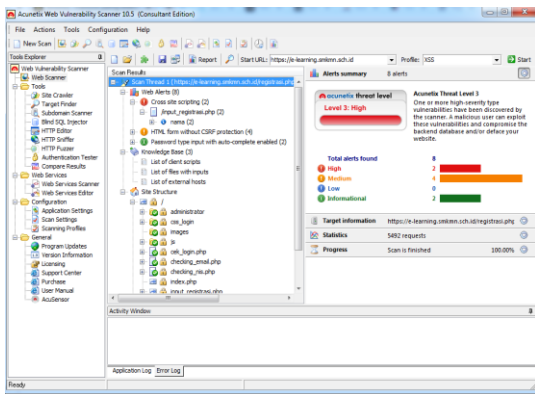 Acunetix Web Vulnerability Scanner 10.5 (Consultant Edition)
File Actions Tools Configuration Help
New Scan
Tools Explorer
Web Vulnerability Scanner
Web Scanner
Tools
Site Crawler
Target Finder
Subdomain Scanner
Blind SQL Injector
HTTP Editor
HTTP Sniffer
HTTP Fuzzer
Authentication Tester
Compare Results
Web Services
Web Services Scanner
Web Services Editor
Configuration
Application Settings
Scan Settings
Scanning Profiles
General
Program Updates
Version Information
Licensing
Support Center
Purchase
User Manual
AcuSensor
Report Start URL: https://e-learning.smkmn.sch.id Profile: XSS Start
Scan Results
Scan Thread 1 [ https://e-learning.smkmn.sch.id/registrasi.php
Web Alerts (8)
Cross site scripting (2)
/input_registrasi.php (2)
name (2)
HTML form without CSRF protection (4)
Password type input with auto-complete enabled (2)
Knowledge Base (3)
List of client scripts
List of files with inputs
List of external hosts
Site Structure
/
administrator
css_login
images
js
cek_login.php
checking_email.php
checking_nis.php
index.php
input_registrasi.php
Alerts summary 8 alerts
acunetix threat level
Level 3: High
Acunetix Threat Level 3
One or more high-severity type
vulnerabilities have been discovered by
the scanner. A malicious user can exploit
these vulnerabilities and compromise the
backend database and/or deface your
website.
Total alerts found 8
High 2
Medium 4
Low 0
Informational 2
Target information https://e-learning.smkmn.sch.id/registrasi.php
Statistics 5492 requests
Progress Scan is finished 100.00%
Activity Window
Application Log Error Log
Ready